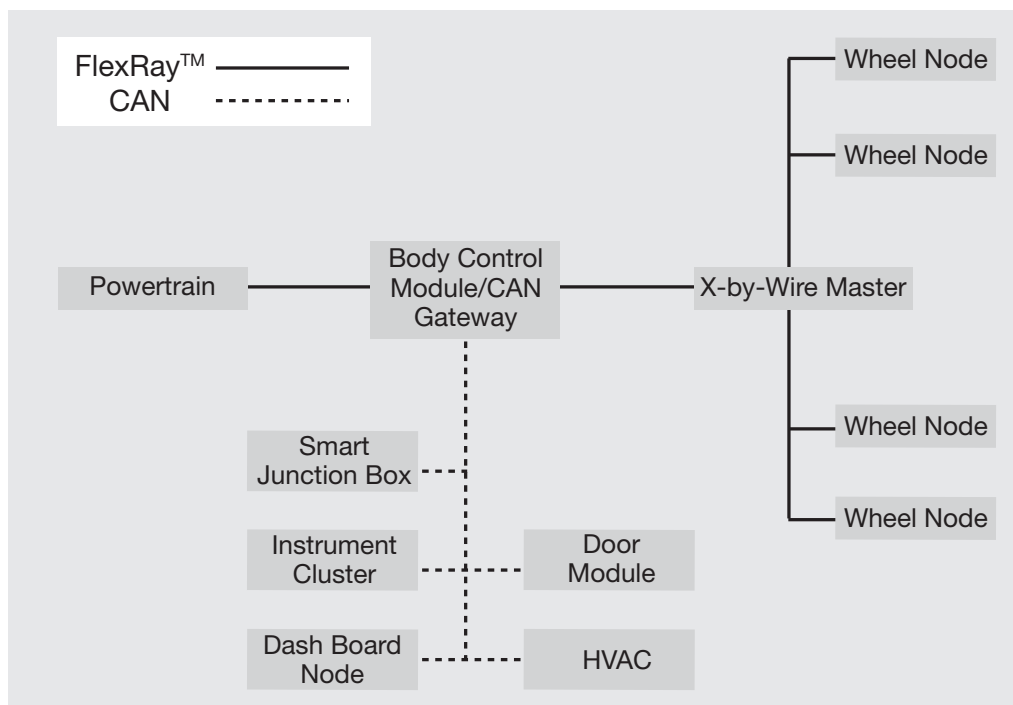 FlexRay™
CAN
Wheel Node
Wheel Node
Powertrain
Body Control
Module/CAN
Gateway
X-by-Wire Master
Wheel Node
Wheel Node
Smart
Junction Box
Instrument
Cluster
Door
Module
Dash Board
Node
HVAC